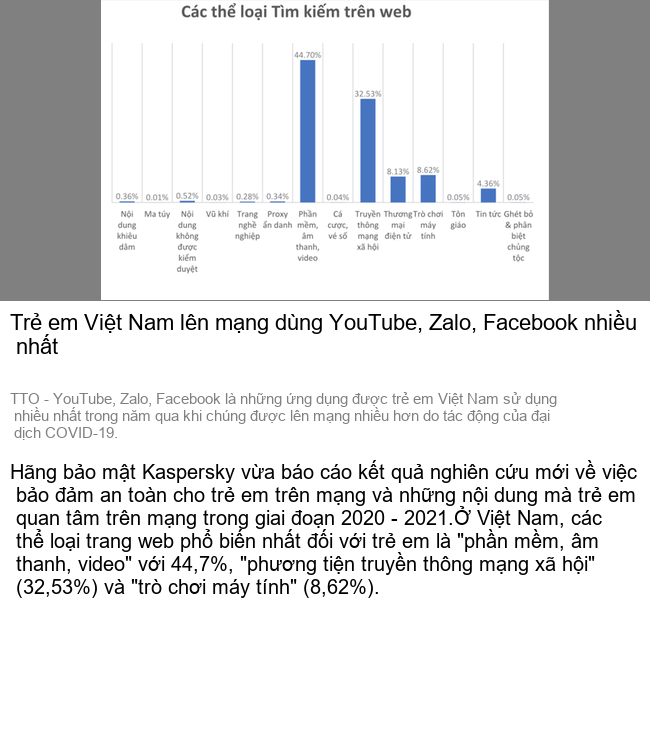 Các thể loại Tìm kiếm trên web
44.70%
32.53%
8.13% 8.62%
4.36%
0.36% 0.01% 0.52% 0.03% 0.28% 0.34% 0.04% 0.05% 0.05%
Nội dung khiêu dâm
Ma túy
Nội dung không được kiểm duyệt
Vũ khí
Trang nghề nghiệp
Proxy ẩn danh
Phần mềm, âm thanh, video
Cá cược, vé số
Truyền thông mạng xã hội
Thương mại điện tử
Trò chơi máy tính
Tôn giáo
Tin tức
Ghét bỏ & phân biệt chủng tộc
Trẻ em Việt Nam lên mạng dùng YouTube, Zalo, Facebook nhiều
nhất
TTO - YouTube, Zalo, Facebook là những ứng dụng được trẻ em Việt Nam sử dụng
nhiều nhất trong năm qua khi chúng được lên mạng nhiều hơn do tác động của đại
dịch COVID-19.
Hãng bảo mật Kaspersky vừa báo cáo kết quả nghiên cứu mới về việc
bảo đảm an toàn cho trẻ em trên mạng và những nội dung mà trẻ em
quan tâm trên mạng trong giai đoạn 2020 - 2021.Ở Việt Nam, các
thể loại trang web phổ biến nhất đối với trẻ em là "phần mềm, âm
thanh, video" với 44,7%, "phương tiện truyền thông mạng xã hội"
(32,53%) và "trò chơi máy tính" (8,62%).